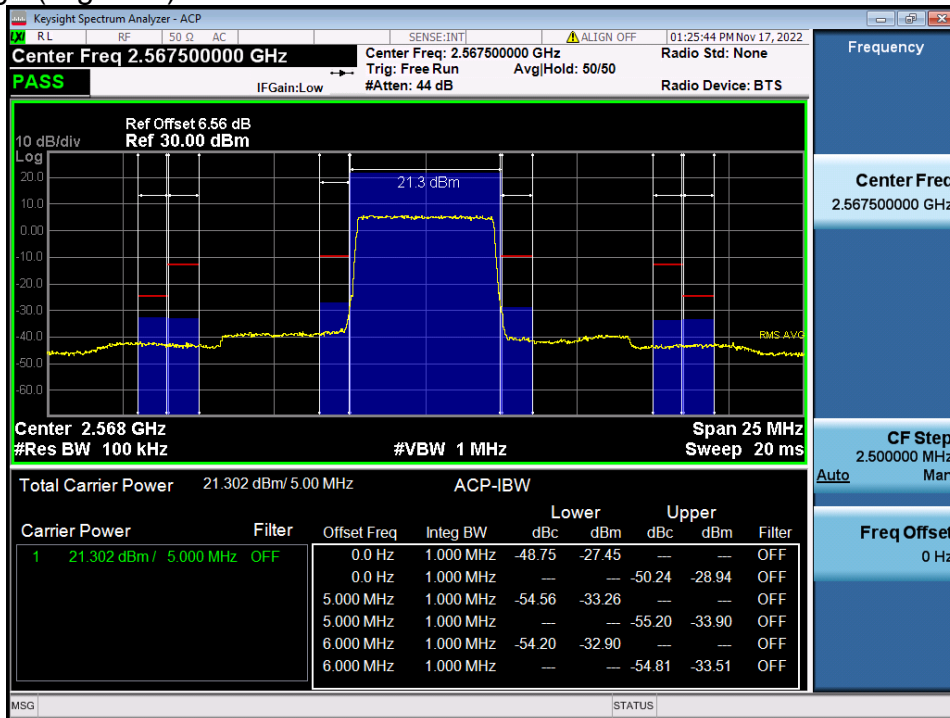 Keysight Spectrum Analyzer - ACP
LXI RL RF 50 Ω AC SENSE:INT ALIGN OFF 01:25:44 PM Nov 17, 2022
Center Freq 2.567500000 GHz
Center Freq: 2.567500000 GHz Radio Std: None
Trig: Free Run Avg|Hold: 50/50
PASS
IFGain:Low #Atten: 44 dB Radio Device: BTS
Ref Offset 6.56 dB
10 dB/div Ref 30.00 dBm
Log
20.0
21.3 dBm
10.0
0.00
-10.0
-20.0
-30.0
-40.0
RMS AVG
-50.0
-60.0
Center 2.568 GHz Span 25 MHz
#Res BW 100 kHz #VBW 1 MHz Sweep 20 ms
Total Carrier Power 21.302 dBm/ 5.00 MHz ACP-IBW
Lower Upper
Carrier Power Filter Offset Freq Integ BW dBc dBm dBc dBm Filter
1 21.302 dBm / 5.000 MHz OFF 0.0 Hz 1.000 MHz -48.75 -27.45 --- --- OFF
0.0 Hz 1.000 MHz --- --- -50.24 -28.94 OFF
5.000 MHz 1.000 MHz -54.56 -33.26 --- --- OFF
5.000 MHz 1.000 MHz --- --- -55.20 -33.90 OFF
6.000 MHz 1.000 MHz -54.20 -32.90 --- --- OFF
6.000 MHz 1.000 MHz --- --- -54.81 -33.51 OFF
MSG STATUS
Frequency
Center Freq
2.567500000 GHz
CF Step
2.500000 MHz
Auto Man
Freq Offset
0 Hz